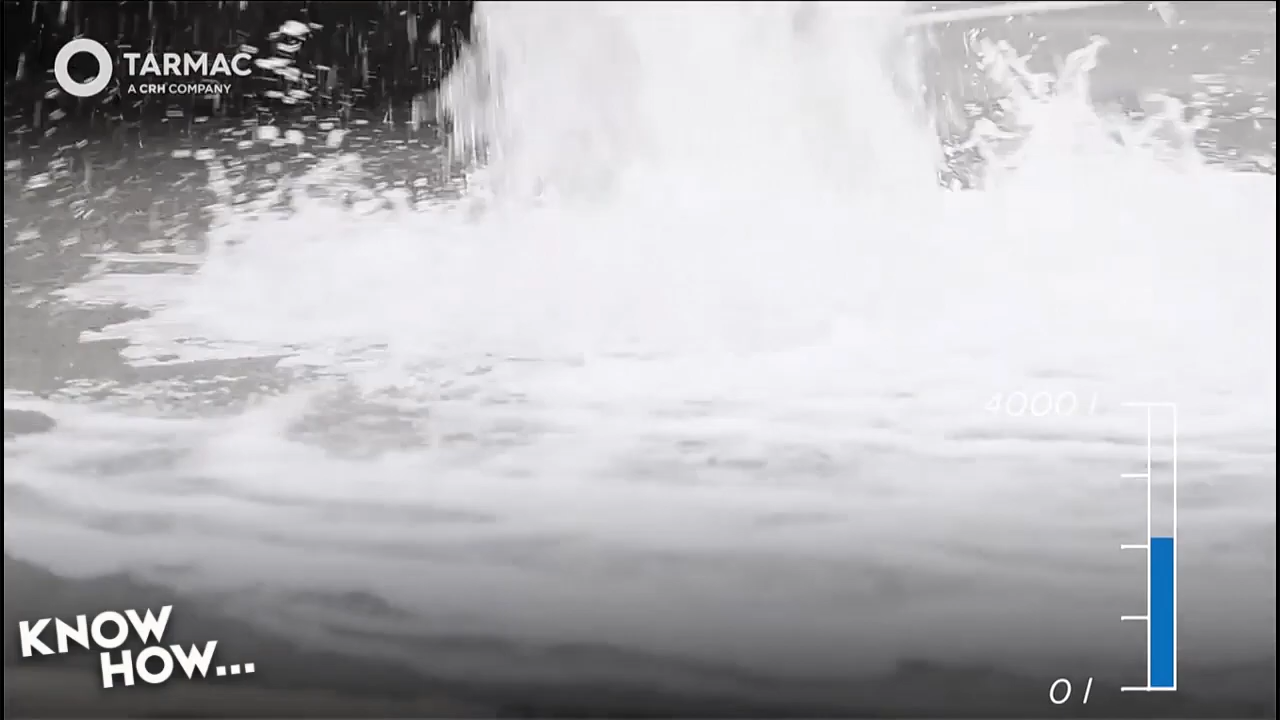 TARMAC
A CRH COMPANY
4000 l
0 l
KNOW
HOW...